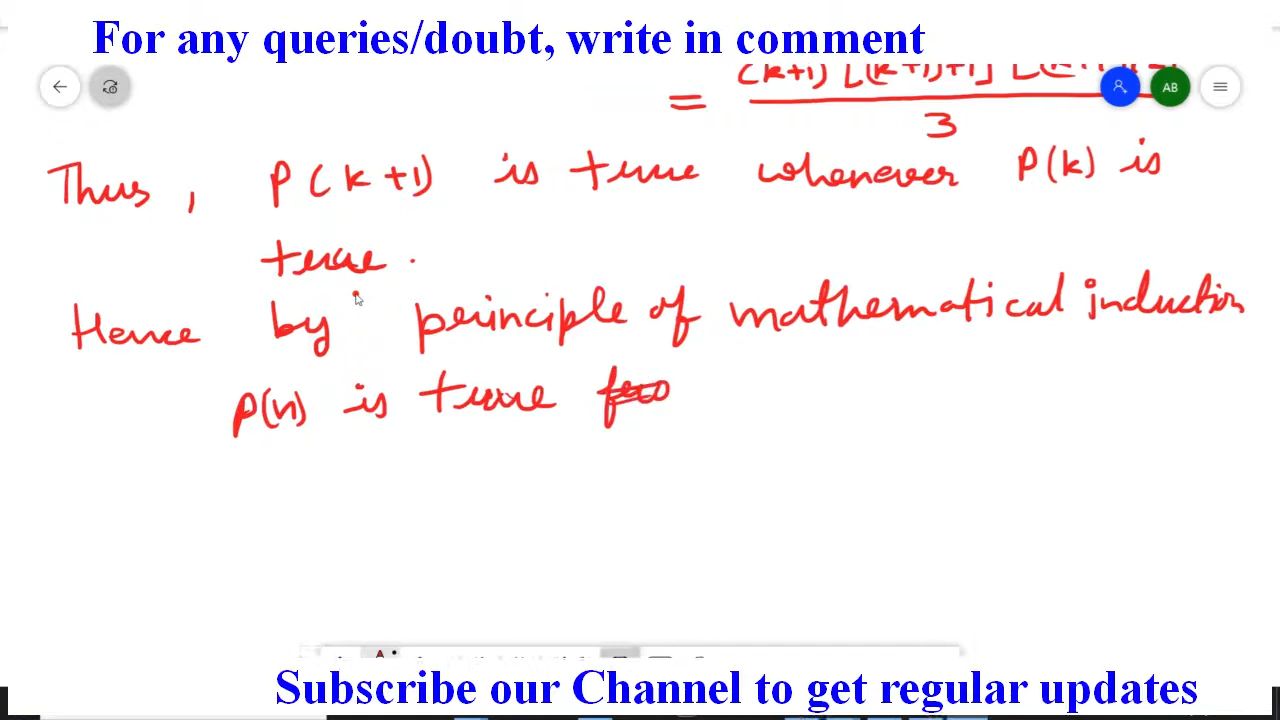 For any queries/doubt, write in comment
(k+1) [(k+1)+1]
= 3
AB
Thus, P(k+1) is true whenever P(k) is
true.
Hence by principle of mathematical induction
P(n) is true
Subscribe our Channel to get regular updates